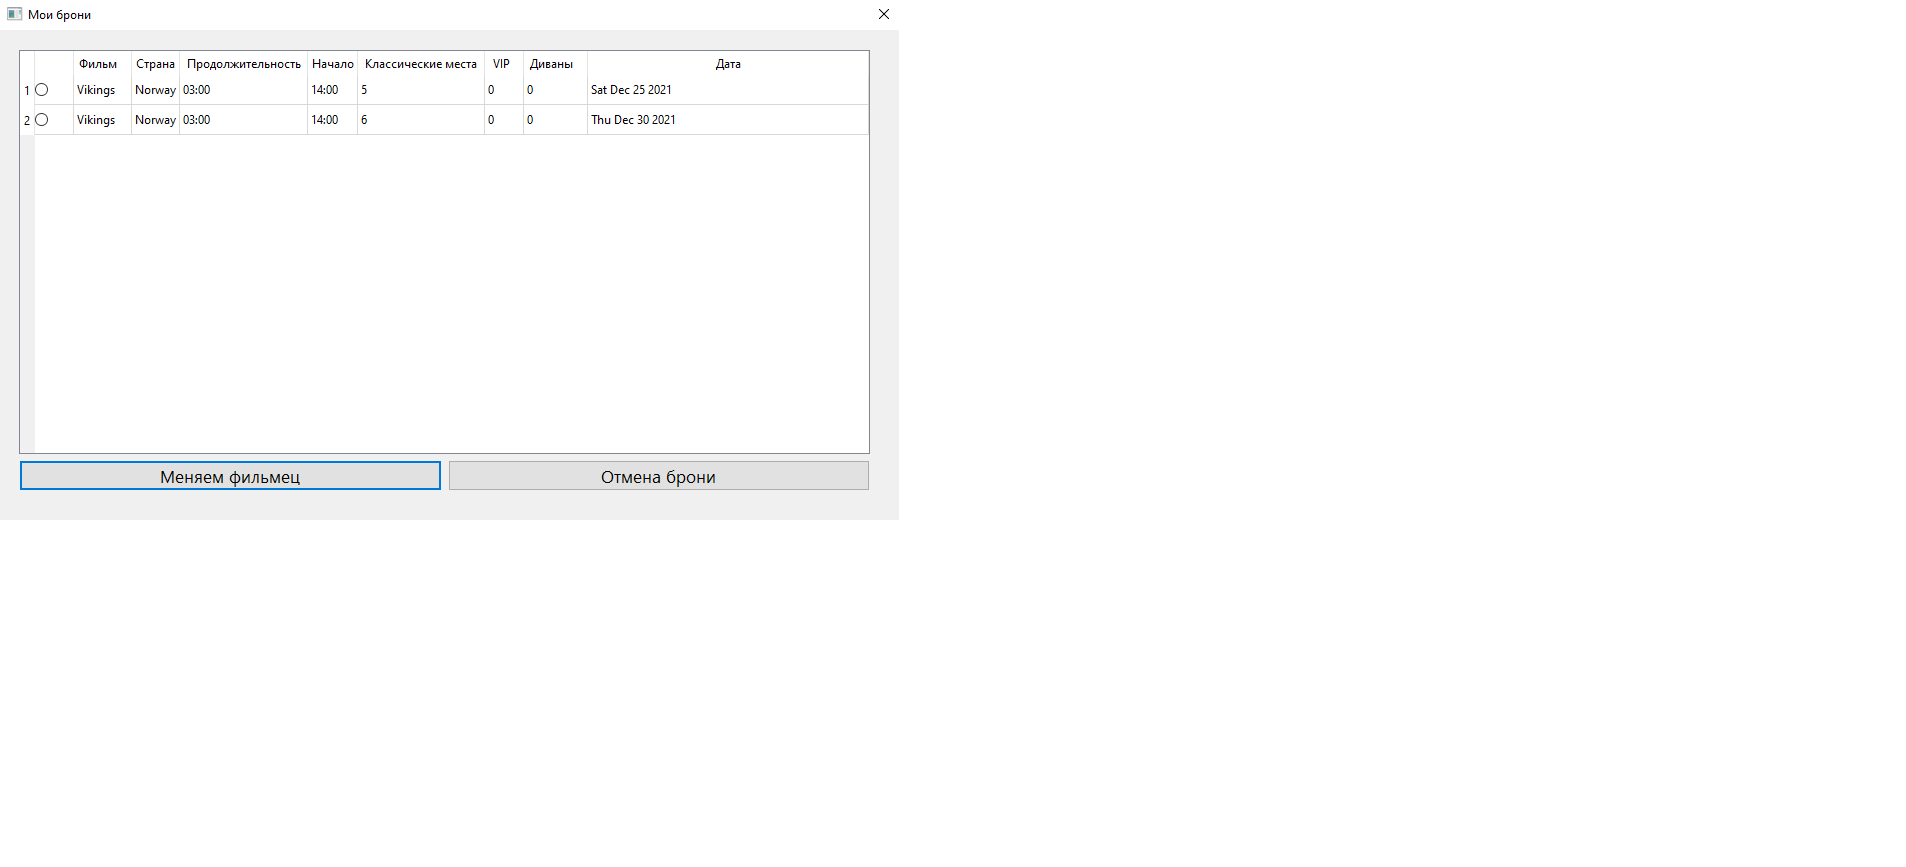 Мои брони
Фильм Страна Продолжительность Начало Классические места VIP Диваны Дата
1 Vikings Norway 03:00 14:00 5 0 0 Sat Dec 25 2021
2 Vikings Norway 03:00 14:00 6 0 0 Thu Dec 30 2021
Меняем фильмец Отмена брони